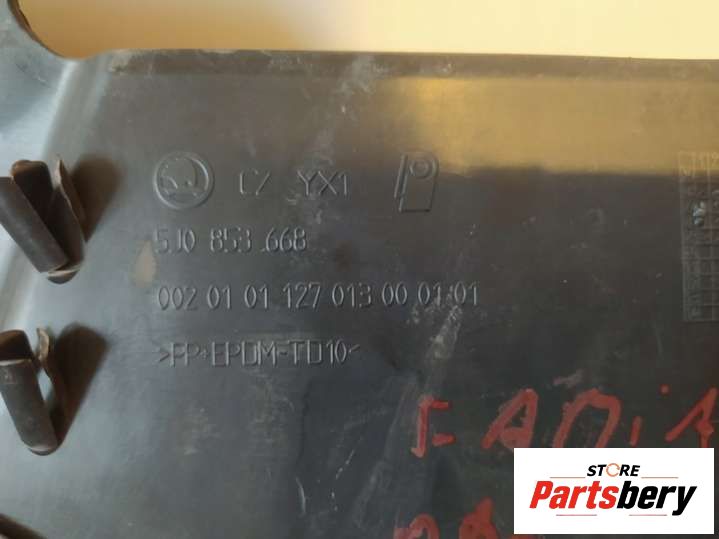 CZ YX1
5J0 853 668
002 01 01 127 013 00 01 01
>PP+EPDM-TD10<
STORE
Partsbery